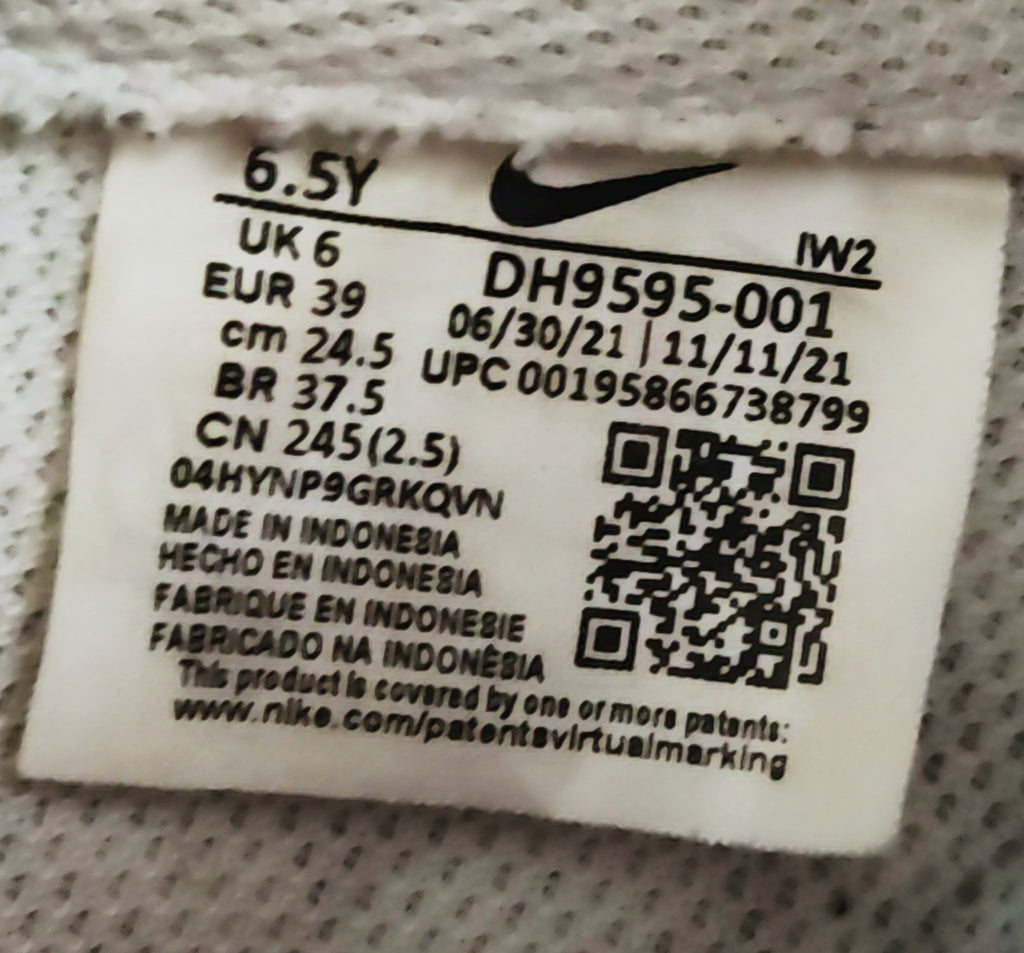 6.5Y
IW2
UK 6
DH9595-001
EUR 39
06/30/21 | 11/11/21
cm 24.5
UPC 00195866738799
BR 37.5
CN 245(2.5)
04HYNP9GRKQVN
MADE IN INDONESIA
HECHO EN INDONESIA
FABRIQUE EN INDONESIE
FABRICADO NA INDONÉSIA
This product is covered by one or more patents:
www.nike.com/patentsvirtualmarking